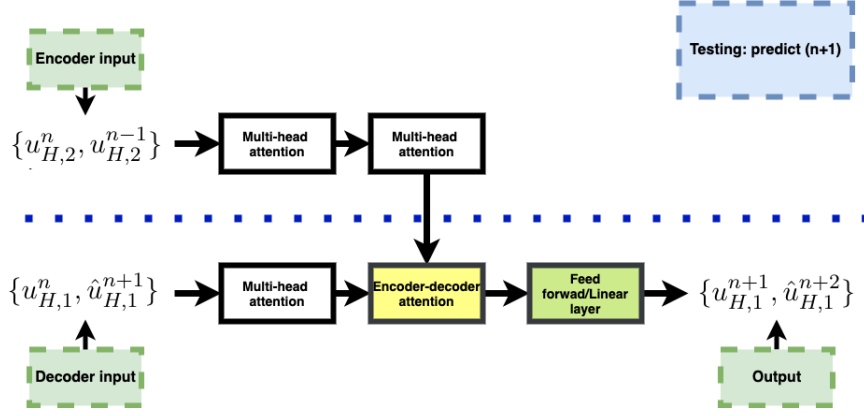 Encoder input
Testing: predict (n+1)
{u^n_{H,2}, u^{n-1}_{H,2}}
Multi-head
attention
Multi-head
attention
{u^n_{H,1}, û^{n+1}_{H,1}}
Multi-head
attention
Encoder-decoder
attention
Feed
forwad/Linear
layer
{u^{n+1}_{H,1}, û^{n+2}_{H,1}}
Decoder input
Output